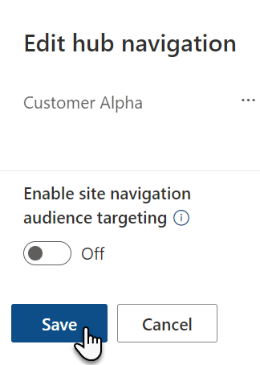 Edit hub navigation
Customer Alpha ...
Enable site navigation
audience targeting
Off
Save Cancel